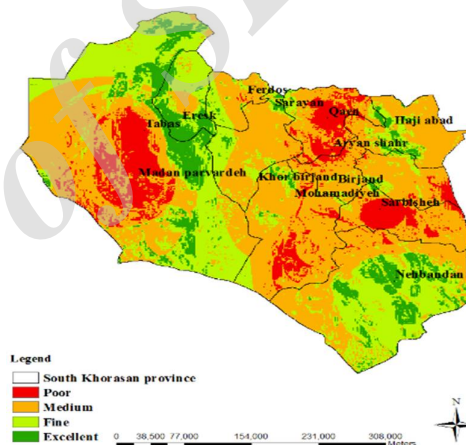 Ferdos
Sarayan
Qaen
Eresk
Haji abad
Tabas
Aryan shahr
Madan parvardeh
Khor birjand
Birjand
Mohamadiyeh
Sarbisheh
Nehbandan
Legend
South Khorasan province
Poor
Medium
Fine
Excellent
N
0 38,500 77,000 154,000 231,000 308,000
Meters
of S